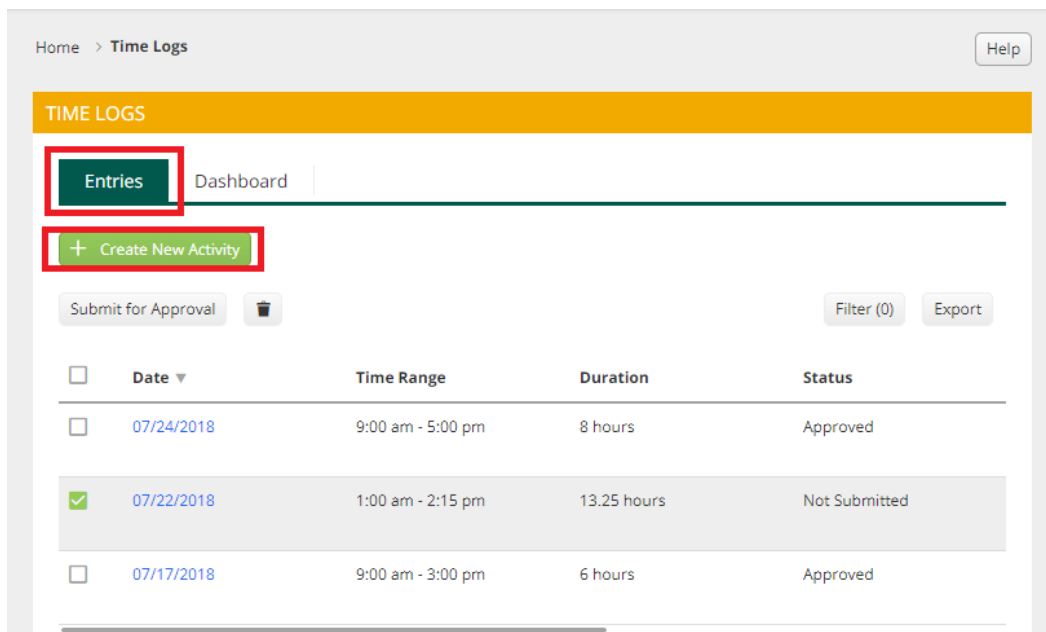 Home > Time Logs
Help
TIME LOGS
Entries Dashboard
+ Create New Activity
Submit for Approval Filter (0) Export
Date ▼ Time Range Duration Status
07/24/2018 9:00 am - 5:00 pm 8 hours Approved
07/22/2018 1:00 am - 2:15 pm 13.25 hours Not Submitted
07/17/2018 9:00 am - 3:00 pm 6 hours Approved